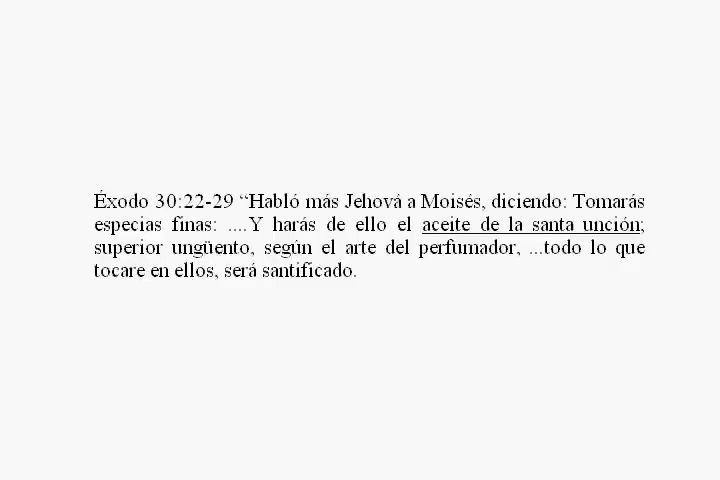 Éxodo 30:22-29 “Habló más Jehová a Moisés, diciendo: Tomarás
especias finas: ....Y harás de ello el aceite de la santa unción;
superior ungüento, según el arte del perfumador, ...todo lo que
tocare en ellos, será santificado.